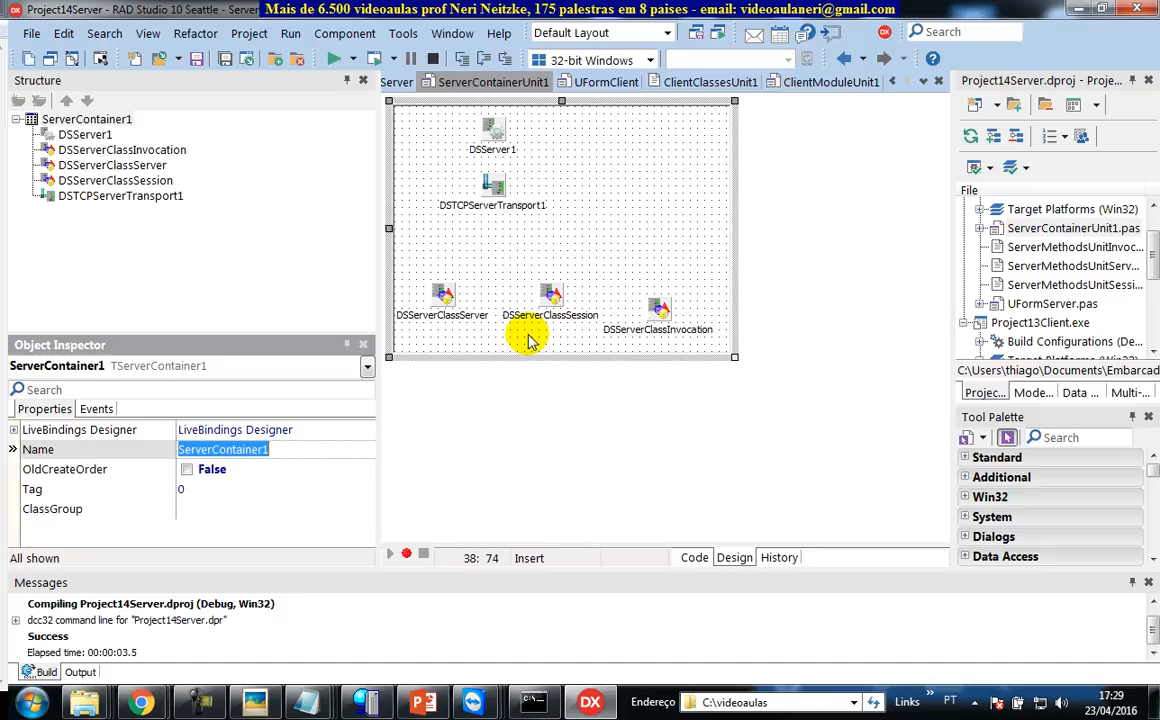 Project14Server - RAD Studio 10 Seattle - Server
Mais de 6.500 videoaulas prof Neri Neitzke, 175 palestras em 8 paises - email: videoaulaneri@gmail.com
File Edit Search View Refactor Project Run Component Tools Window Help
Default Layout
Search
32-bit Windows
Structure
ServerContainer1
DSServer1
DSServerClassInvocation
DSServerClassServer
DSServerClassSession
DSTCPServerTransport1
Object Inspector
ServerContainer1 TServerContainer1
Search
Properties Events
LiveBindings Designer LiveBindings Designer
Name ServerContainer1
OldCreateOrder False
Tag 0
ClassGroup
All shown
Server ServerContainerUnit1 UFormClient ClientClassesUnit1 ClientModuleUnit1
DSServer1
DSTCPServerTransport1
DSServerClassServer DSServerClassSession DSServerClassInvocation
38: 74 Insert Code Design History
Project14Server.dproj - Proje...
File
Target Platforms (Win32)
ServerContainerUnit1.pas
ServerMethodsUnitInvoc...
ServerMethodsUnitServ...
ServerMethodsUnitSessi...
UFormServer.pas
Project13Client.exe
Build Configurations (De...
Target Platforms (Win32)
C:\Users\thiago\Documents\Embarcad
Projec... Mode... Data ... Multi-...
Tool Palette
Search
Standard
Additional
Win32
System
Dialogs
Data Access
Messages
Compiling Project14Server.dproj (Debug, Win32)
dcc32 command line for "Project14Server.dpr"
Success
Elapsed time: 00:00:03.5
Build Output
DX
Endereço C:\videoaulas
Links » PT
17:29
23/04/2016